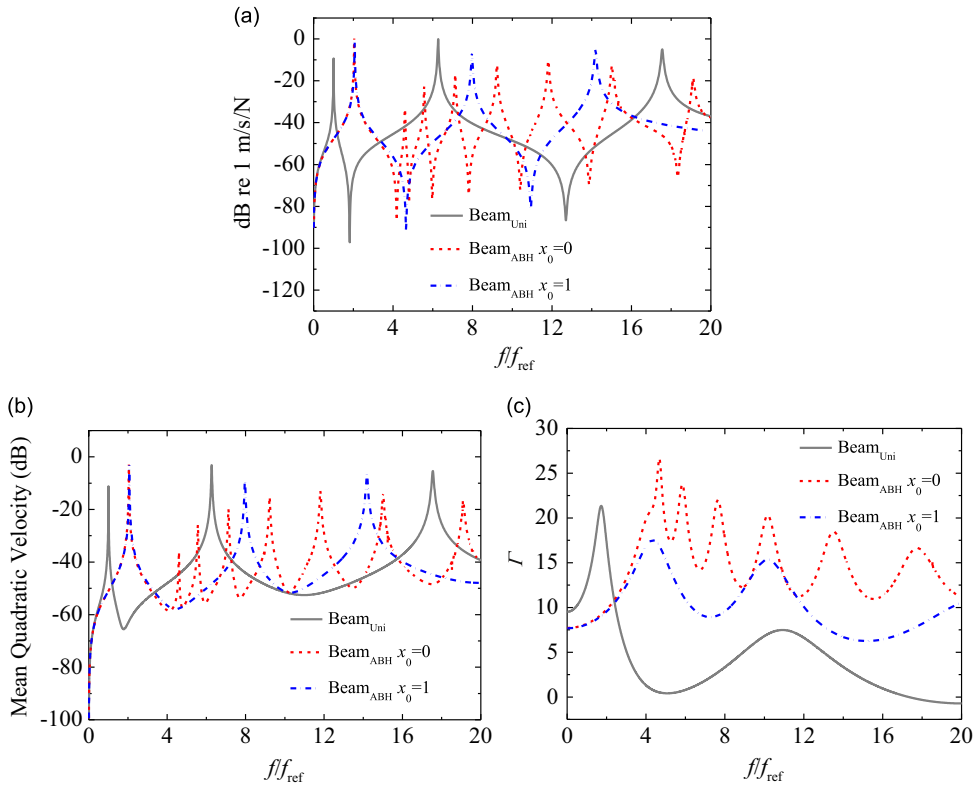 (a)
dB re 1 m/s/N
0
-20
-40
-60
-80
-100
-120
Beam_Uni
Beam_ABH x_0=0
Beam_ABH x_0=1
0 4 8 12 16 20
f/f_ref
(b)
Mean Quadratic Velocity (dB)
0
-20
-40
-60
-80
-100
Beam_Uni
Beam_ABH x_0=0
Beam_ABH x_0=1
0 4 8 12 16 20
f/f_ref
(c)
Γ
30
25
20
15
10
5
0
Beam_Uni
Beam_ABH x_0=0
Beam_ABH x_0=1
0 4 8 12 16 20
f/f_ref